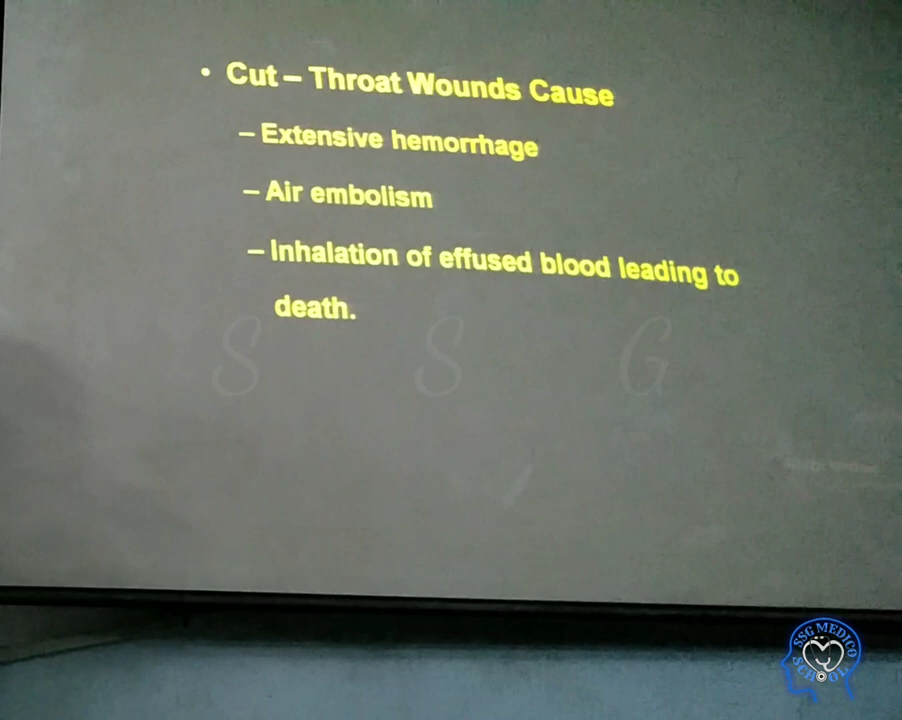 • Cut – Throat Wounds Cause
– Extensive hemorrhage
– Air embolism
– Inhalation of effused blood leading to
death.
S S G
SSG MEDICO
SCHOOL